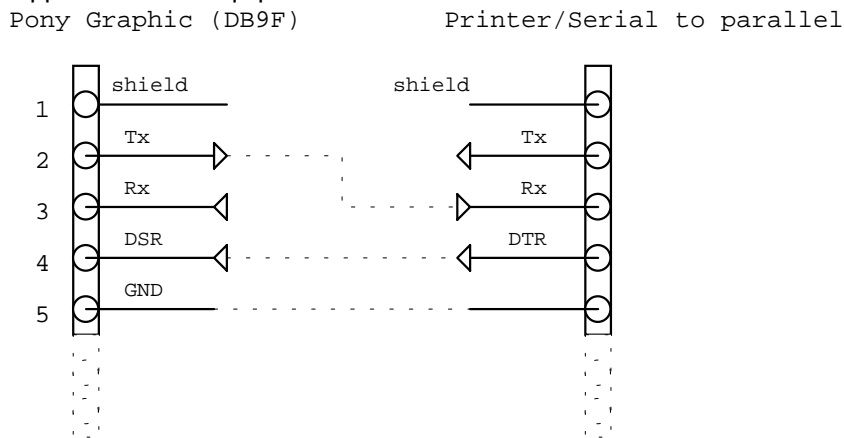 Pony Graphic (DB9F) Printer/Serial to parallel
shield shield
1
Tx Tx
2
Rx Rx
3
DSR DTR
4
GND
5